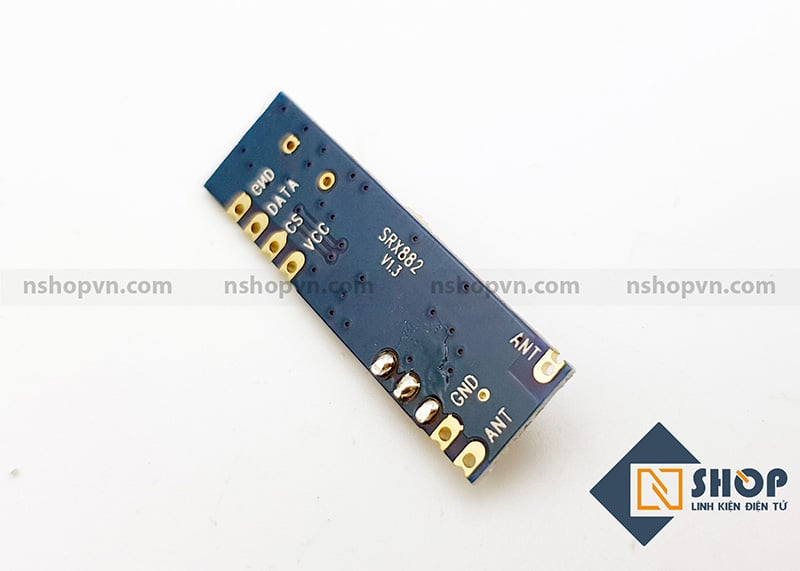 GND
DATA
CS
VCC
SRX882
V1.3
nshopvn.com nshopvn.com nshopvn.com nshopvn.com
ANT
GND
ANT
N SHOP
LINH KIỆN ĐIỆN TỬ